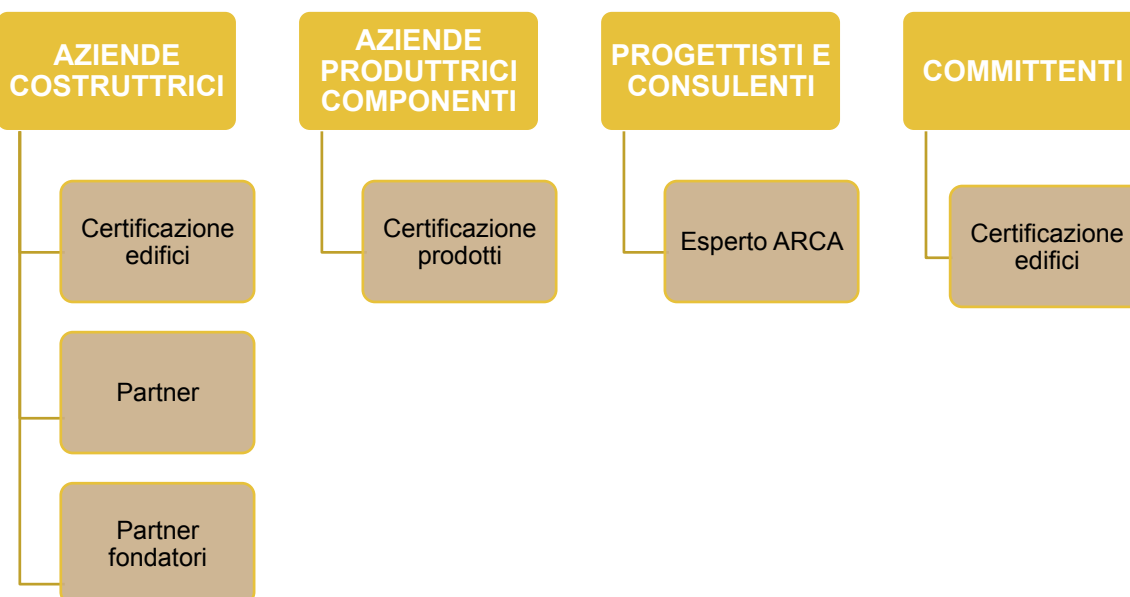 AZIENDE
COSTRUTTRICI
Certificazione
edifici
Partner
Partner
fondatori
AZIENDE
PRODUTTRICI
COMPONENTI
Certificazione
prodotti
PROGETTISTI E
CONSULENTI
Esperto ARCA
COMMITTENTI
Certificazione
edifici